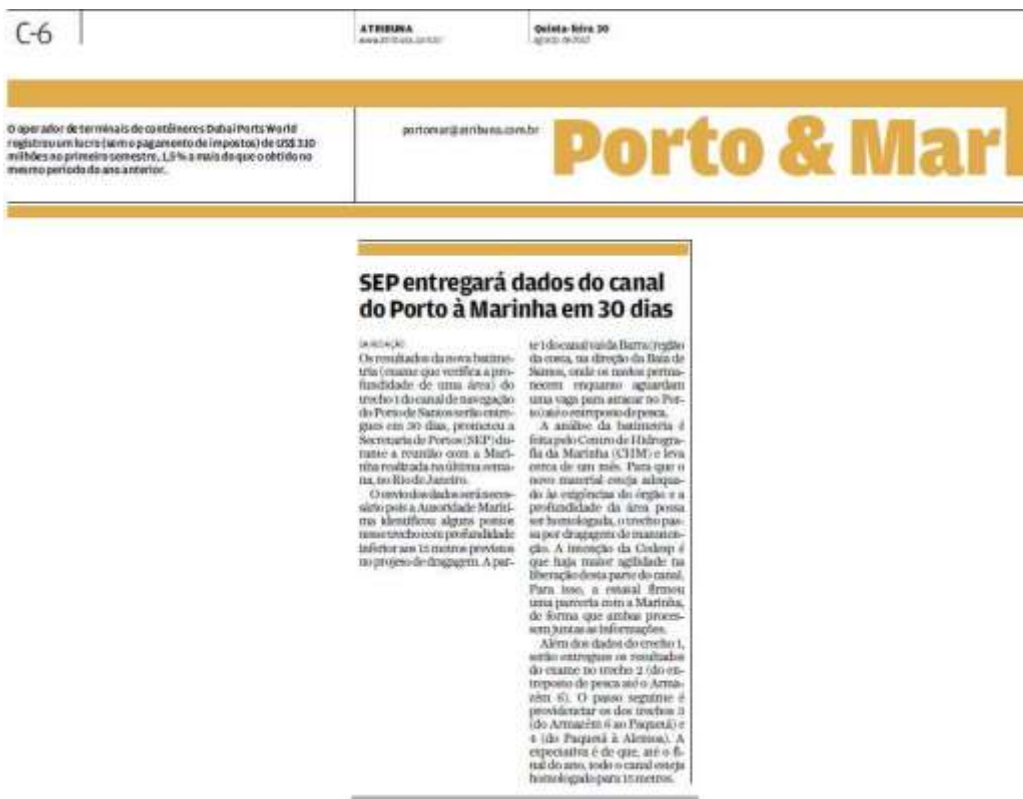 C-6
A TRIBUNA
www.atribuna.com.br
Quinta-feira 30
agosto de 2012
O operador de terminais de contêineres Dubai Ports World
registrou um lucro (sem o pagamento de impostos) de US$ 310
milhões no primeiro semestre, 1,5% a mais do que o obtido no
mesmo período do ano anterior.
portomar@atribuna.com.br
Porto & Mar
SEP entregará dados do canal
do Porto à Marinha em 30 dias
DA REDAÇÃO
Os resultados da nova batime-
tria (exame que verifica a pro-
fundidade de uma área) do
trecho 1 do canal de navegação
do Porto de Santos serão entre-
gues em 30 dias, prometeu a
Secretaria de Portos (SEP) du-
rante a reunião com a Mari-
nha realizada na última sema-
na, no Rio de Janeiro.
O envio dos dados será neces-
sário pois a Autoridade Maríti-
ma identificou alguns pontos
nesse trecho com profundidade
inferior aos 15 metros previstos
no projeto de dragagem. A par-
te 1 do canal vai da Barra (região
da costa, na direção da Baía de
Santos, onde os navios perma-
necem enquanto aguardam
uma vaga para atracar no Por-
to) até o entreposto de pesca.
A análise da batimetria é
feita pelo Centro de Hidrogra-
fia da Marinha (CHM) e leva
cerca de um mês. Para que o
novo material esteja adequa-
do às exigências do órgão e a
profundidade da área possa
ser homologada, o trecho pas-
sa por dragagem de manuten-
ção. A intenção da Codesp é
que haja maior agilidade na
liberação desta parte do canal.
Para isso, a estatal firmou
uma parceria com a Marinha,
de forma que ambas proces-
sem juntas as informações.
Além dos dados do trecho 1,
serão entregues os resultados
do exame no trecho 2 (do en-
treposto de pesca até o Arma-
zém 6). O passo seguinte é
providenciar os dos trechos 3
(do Armazém 6 ao Paquetá) e
4 (do Paquetá à Alemoa). A
expectativa é de que, até o fi-
nal do ano, todo o canal esteja
homologado para 15 metros.